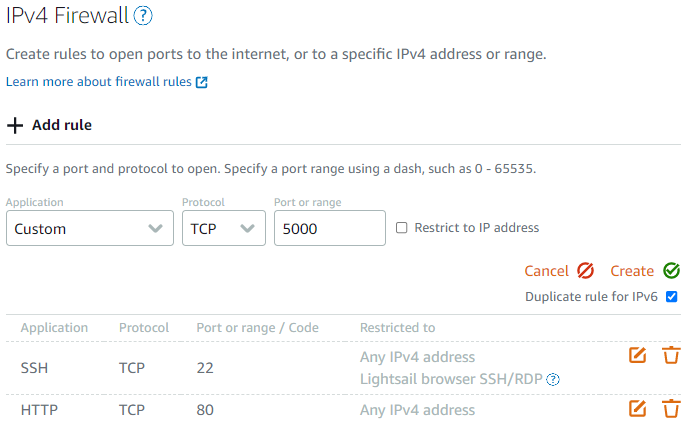 IPv4 Firewall ?
Create rules to open ports to the internet, or to a specific IPv4 address or range.
Learn more about firewall rules
+ Add rule
Specify a port and protocol to open. Specify a port range using a dash, such as 0 - 65535.
Application Protocol Port or range
Custom TCP 5000 Restrict to IP address
Cancel Create
Duplicate rule for IPv6
Application Protocol Port or range / Code Restricted to
SSH TCP 22 Any IPv4 address
Lightsail browser SSH/RDP ?
HTTP TCP 80 Any IPv4 address